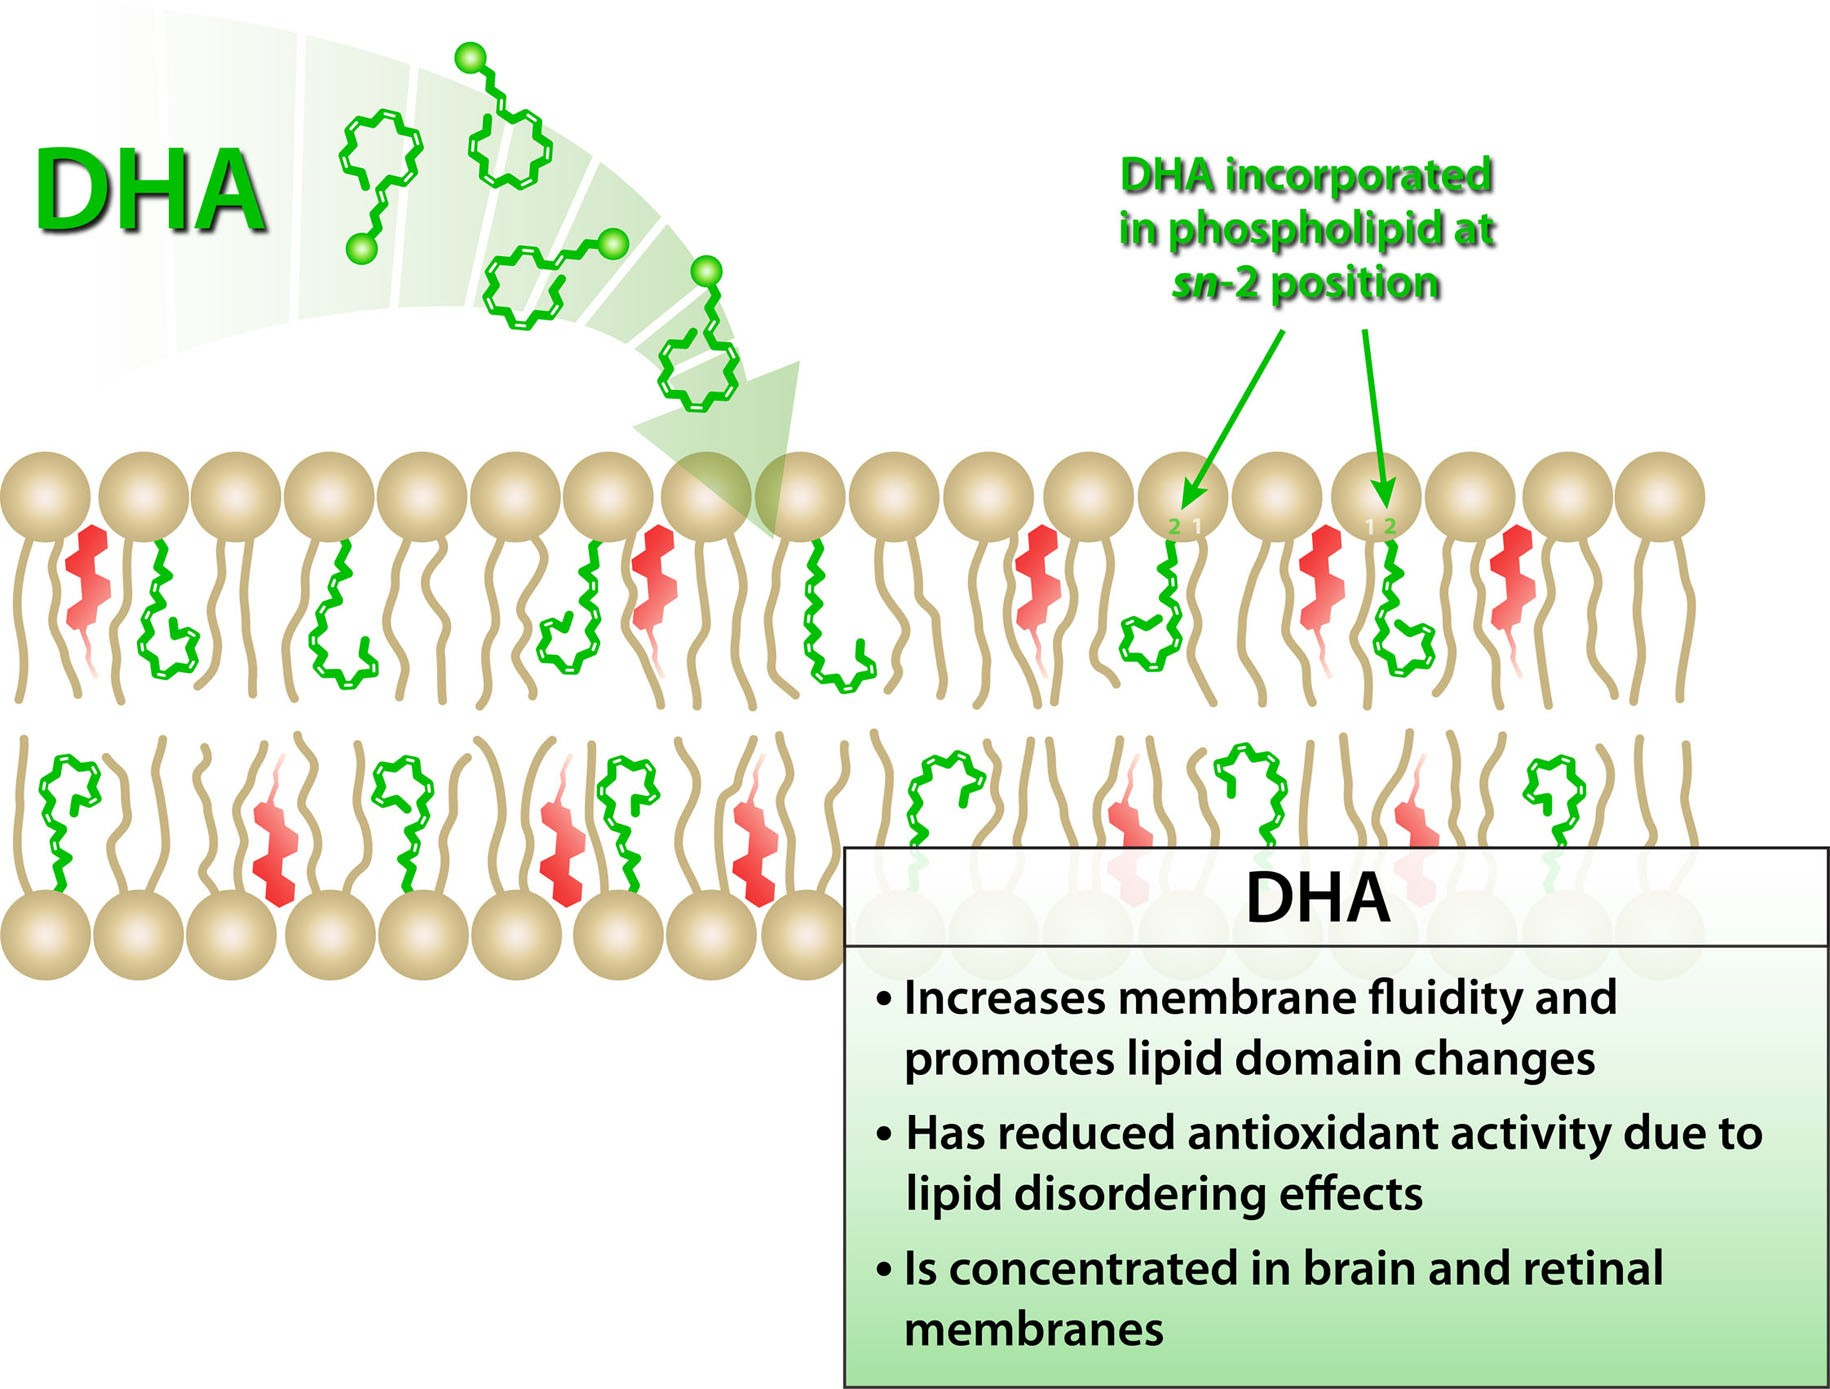 DHA
DHA incorporated
in phospholipid at
sn-2 position
2 1
1 2
DHA
• Increases membrane fluidity and
promotes lipid domain changes
• Has reduced antioxidant activity due to
lipid disordering effects
• Is concentrated in brain and retinal
membranes